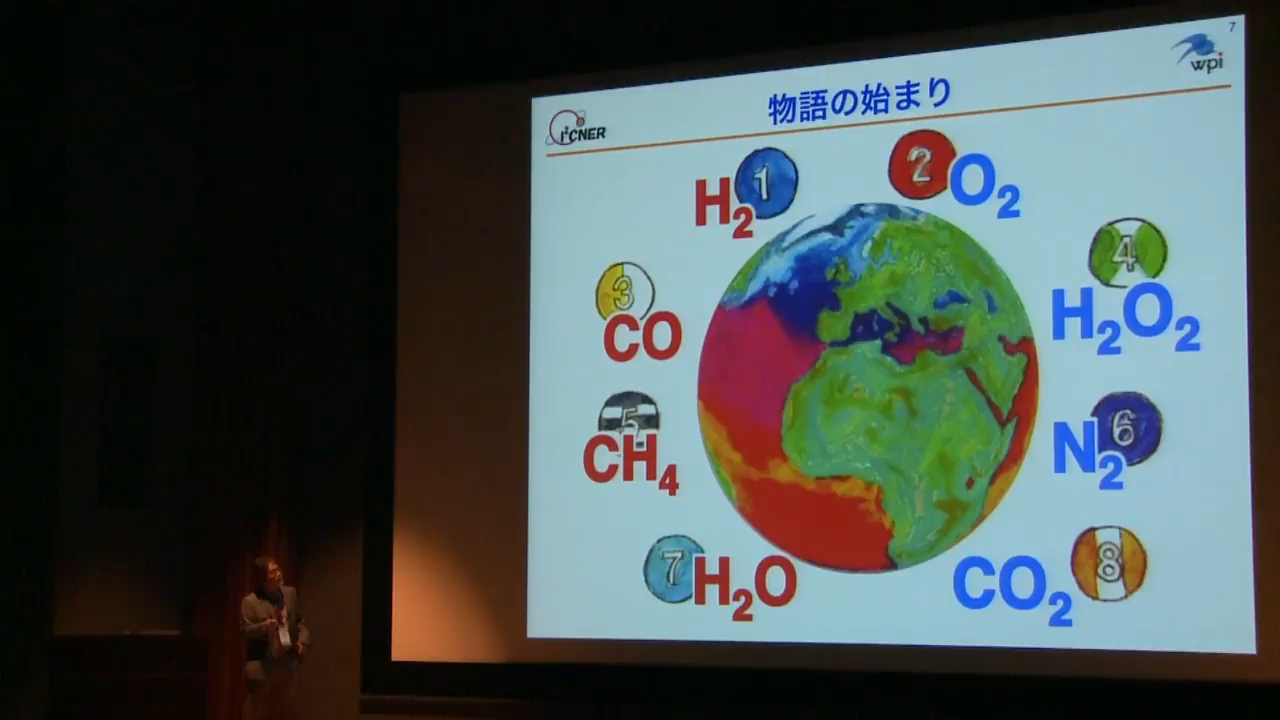 7
wpi
物語の始まり
I²CNER
H₂ 1
2 O₂
3 CO
4 H₂O₂
5 CH₄
6 N₂
7 H₂O
8 CO₂